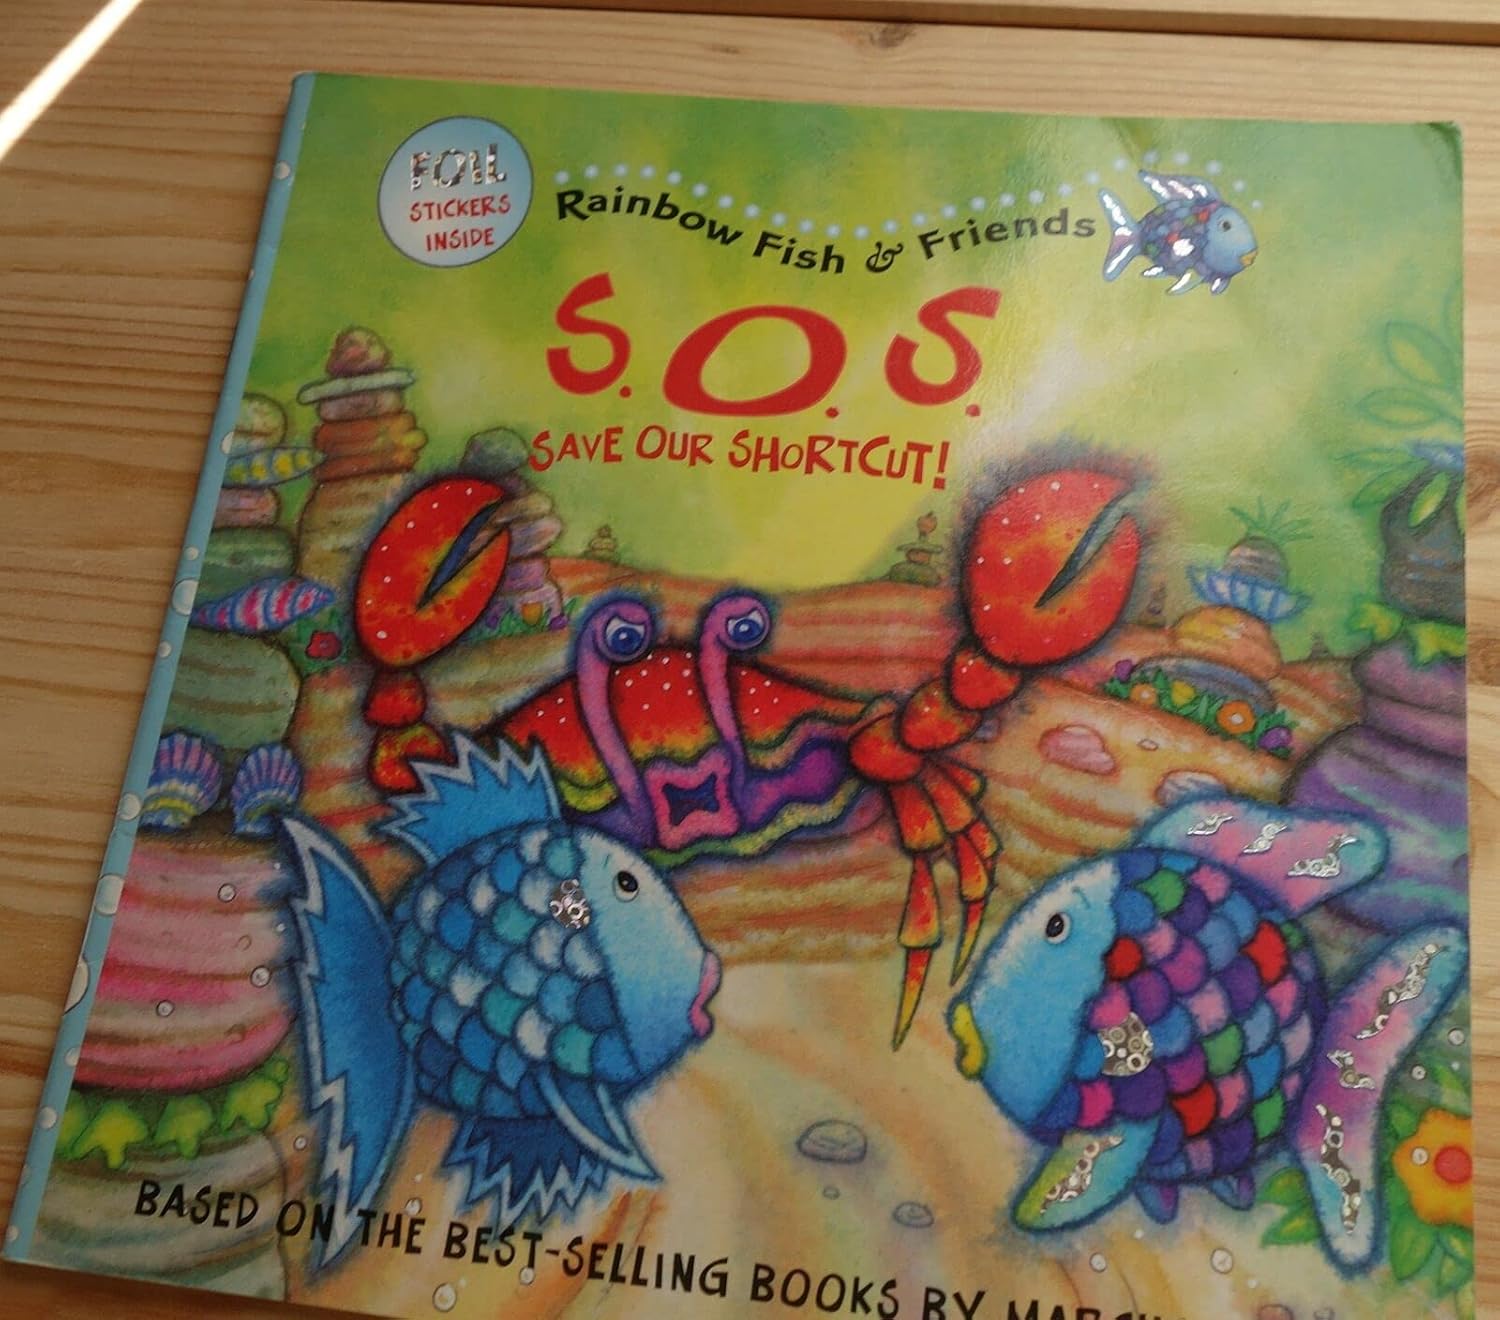 FOIL
STICKERS
INSIDE
Rainbow Fish & Friends
S.O.S.
SAVE OUR SHORTCUT!
BASED ON THE BEST-SELLING BOOKS BY